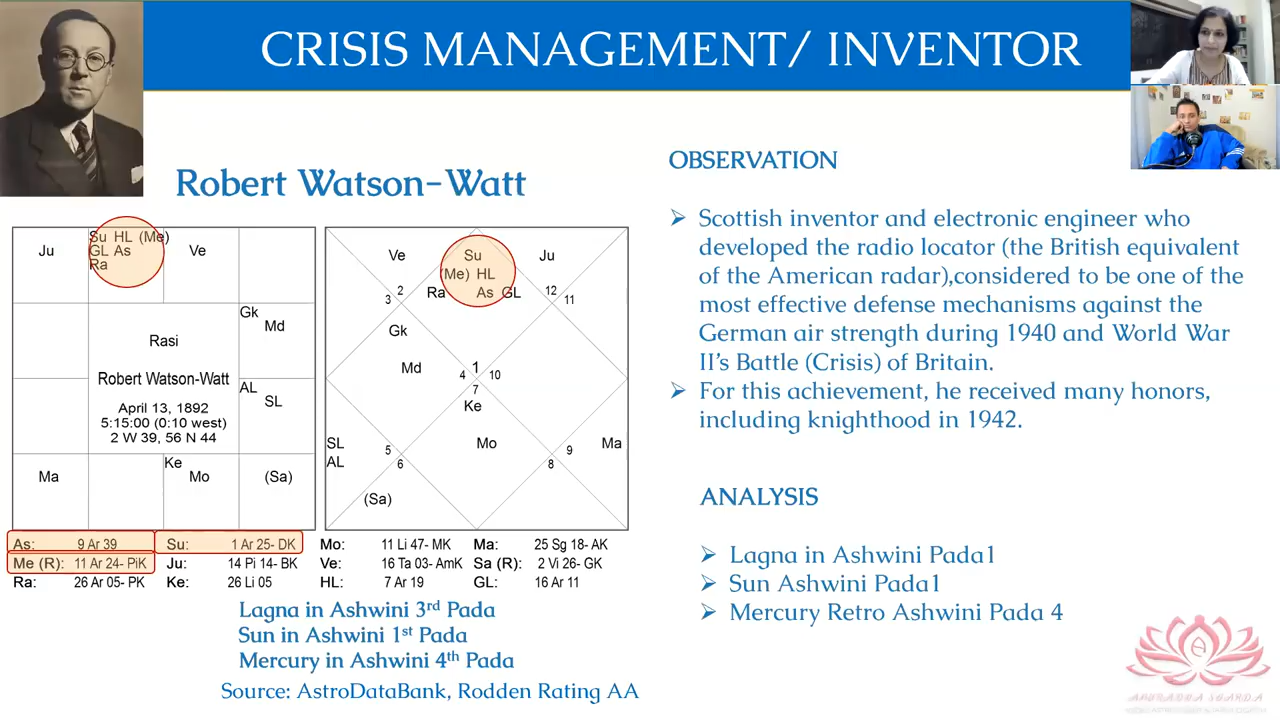 CRISIS MANAGEMENT/ INVENTOR
Robert Watson-Watt
Ju
Su HL (Me)
GL As
Ra
Ve
Gk
Md
Rasi
Robert Watson-Watt
April 13, 1892
5:15:00 (0:10 west)
2 W 39, 56 N 44
AL
SL
Ma
Ke
Mo
(Sa)
Ve
Su
Ju
(Me) HL
Ra
As GL
2
3
12
11
Gk
Md
1
4
10
7
Ke
SL
AL
5
6
Mo
9
8
Ma
(Sa)
As: 9 Ar 39
Su: 1 Ar 25- DK
Mo: 11 Li 47- MK
Ma: 25 Sg 18- AK
Me (R): 11 Ar 24- PiK
Ju: 14 Pi 14- BK
Ve: 16 Ta 03- AmK
Sa (R): 2 Vi 26- GK
Ra: 26 Ar 05- PK
Ke: 26 Li 05
HL: 7 Ar 19
GL: 16 Ar 11
Lagna in Ashwini 3rd Pada
Sun in Ashwini 1st Pada
Mercury in Ashwini 4th Pada
Source: AstroDataBank, Rodden Rating AA
OBSERVATION
➢ Scottish inventor and electronic engineer who
developed the radio locator (the British equivalent
of the American radar),considered to be one of the
most effective defense mechanisms against the
German air strength during 1940 and World War
II's Battle (Crisis) of Britain.
➢ For this achievement, he received many honors,
including knighthood in 1942.
ANALYSIS
➢ Lagna in Ashwini Pada1
➢ Sun Ashwini Pada1
➢ Mercury Retro Ashwini Pada 4